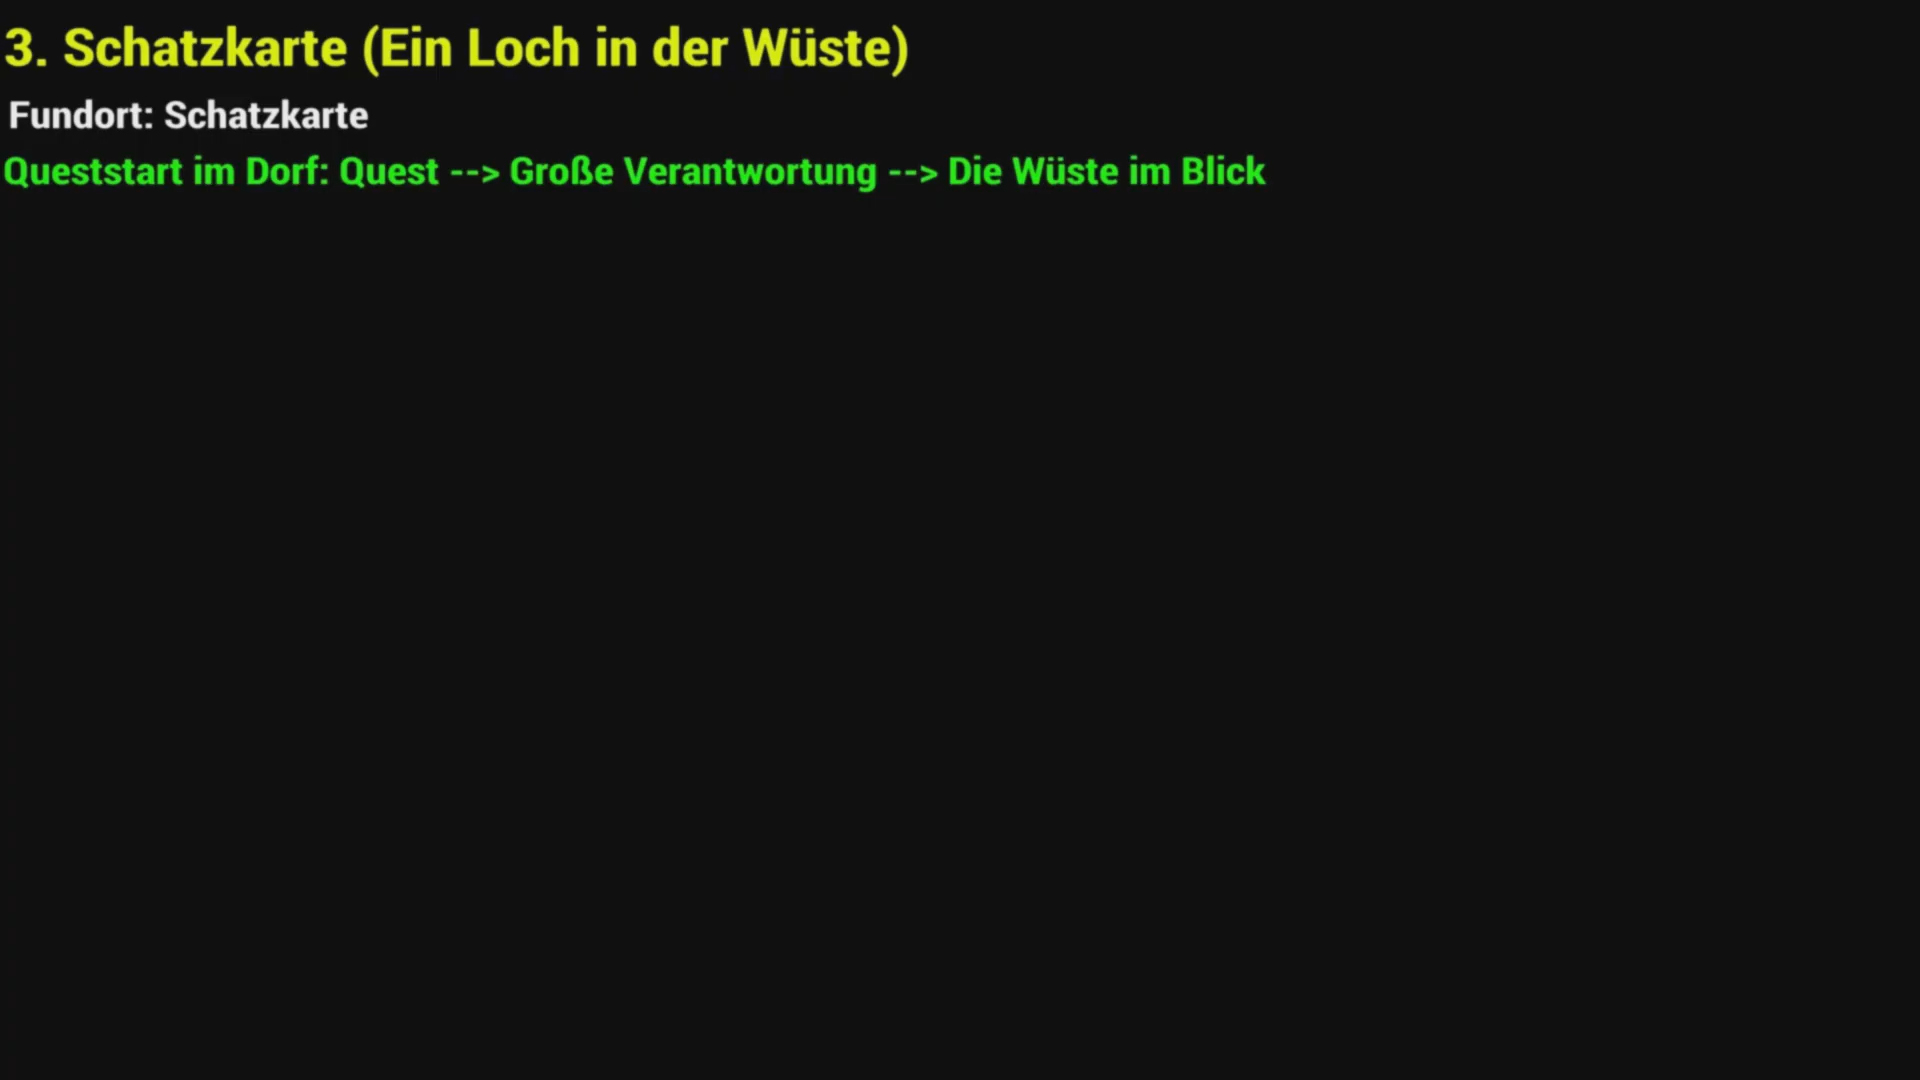 3. Schatzkarte (Ein Loch in der Wüste)
Fundort: Schatzkarte
Queststart im Dorf: Quest --> Große Verantwortung --> Die Wüste im Blick